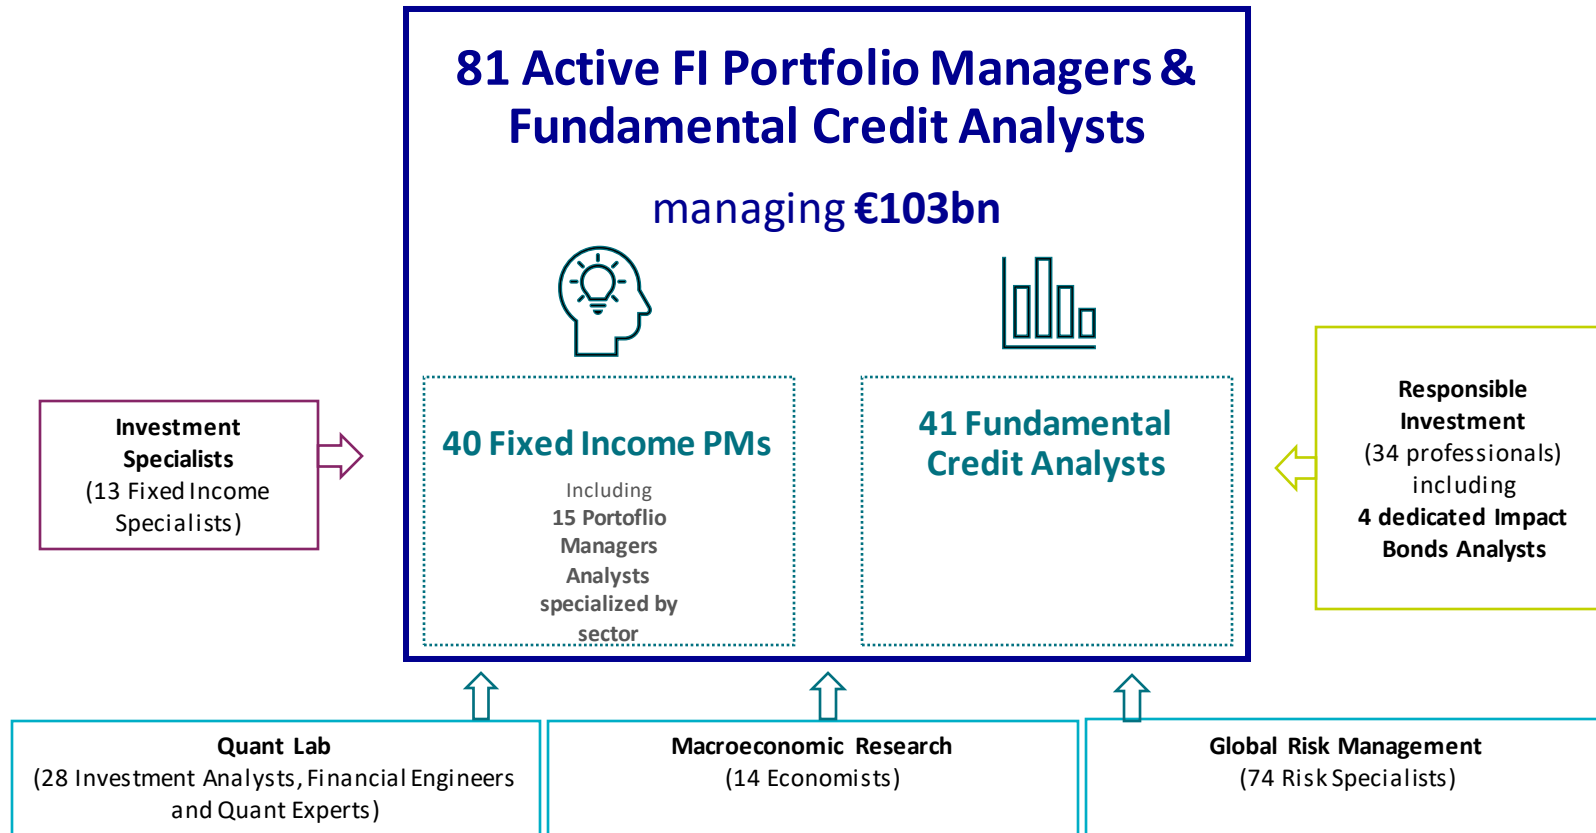 81 Active FI Portfolio Managers &
Fundamental Credit Analysts
managing €103bn
Investment
Specialists
(13 Fixed Income
Specialists)
40 Fixed Income PMs
Including
15 Portoflio
Managers
Analysts
specialized by
sector
41 Fundamental
Credit Analysts
Responsible
Investment
(34 professionals)
including
4 dedicated Impact
Bonds Analysts
Quant Lab
(28 Investment Analysts, Financial Engineers
and Quant Experts)
Macroeconomic Research
(14 Economists)
Global Risk Management
(74 Risk Specialists)